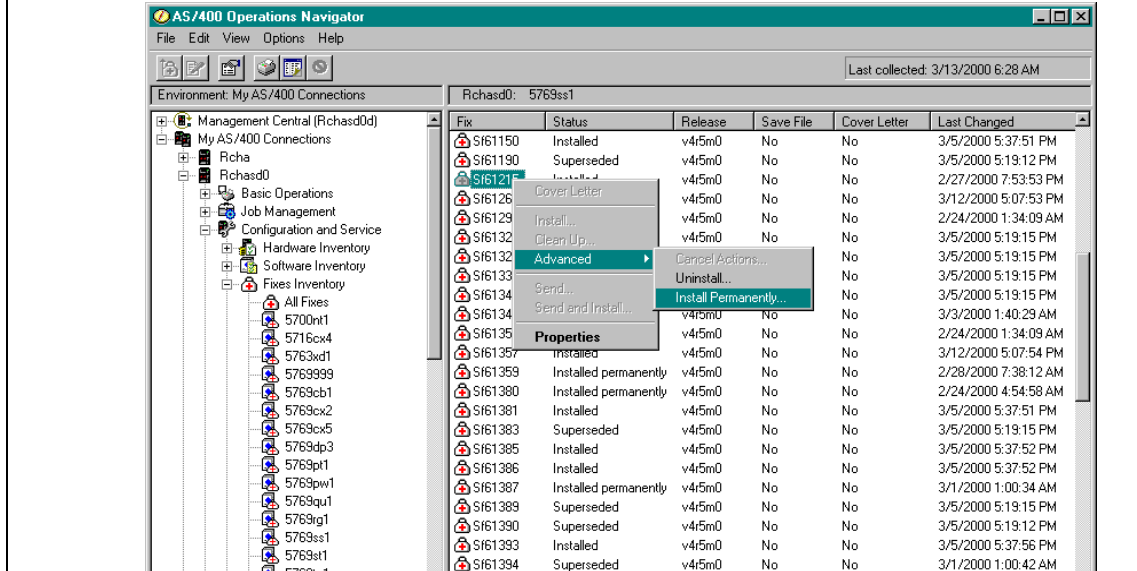 AS/400 Operations Navigator
File Edit View Options Help
Last collected: 3/13/2000 6:28 AM
Environment: My AS/400 Connections
Rchasd0: 5769ss1
Management Central (Rchasd0d)
My AS/400 Connections
Rcha
Rchasd0
Basic Operations
Job Management
Configuration and Service
Hardware Inventory
Software Inventory
Fixes Inventory
All Fixes
5700nt1
5716cx4
5763xd1
5769999
5769cb1
5769cx2
5769cx5
5769dp3
5769pt1
5769pw1
5769qu1
5769rg1
5769ss1
5769st1
Fix Status Release Save File Cover Letter Last Changed
Sf61150 Installed v4r5m0 No No 3/5/2000 5:37:51 PM
Sf61190 Superseded v4r5m0 No No 3/5/2000 5:19:12 PM
Sf61215 Installed v4r5m0 No No 2/27/2000 7:53:53 PM
Sf6126 v4r5m0 No No 3/12/2000 5:07:53 PM
Sf6129 v4r5m0 No No 2/24/2000 1:34:09 AM
Sf6132 v4r5m0 No No 3/5/2000 5:19:15 PM
Sf6132 3/5/2000 5:19:15 PM
Sf6133 3/5/2000 5:19:15 PM
Sf6134 3/5/2000 5:19:15 PM
Sf6134 v4r5m0 No No 3/3/2000 1:40:29 AM
Sf6135 v4r5m0 No No 2/24/2000 1:34:09 AM
Sf61357 Installed v4r5m0 No No 3/12/2000 5:07:54 PM
Sf61359 Installed permanently v4r5m0 No No 2/28/2000 7:38:12 AM
Sf61380 Installed permanently v4r5m0 No No 2/24/2000 4:54:58 AM
Sf61381 Installed v4r5m0 No No 3/5/2000 5:37:51 PM
Sf61383 Superseded v4r5m0 No No 3/5/2000 5:19:15 PM
Sf61385 Installed v4r5m0 No No 3/5/2000 5:37:52 PM
Sf61386 Installed v4r5m0 No No 3/5/2000 5:37:52 PM
Sf61387 Installed permanently v4r5m0 No No 3/1/2000 1:00:34 AM
Sf61389 Superseded v4r5m0 No No 3/5/2000 5:19:15 PM
Sf61390 Superseded v4r5m0 No No 3/5/2000 5:19:12 PM
Sf61393 Installed v4r5m0 No No 3/5/2000 5:37:56 PM
Sf61394 Superseded v4r5m0 No No 3/1/2000 1:00:42 AM
Cover Letter
Install...
Clean Up...
Advanced
Send...
Send and Install...
Properties
Cancel Actions...
Uninstall...
Install Permanently...